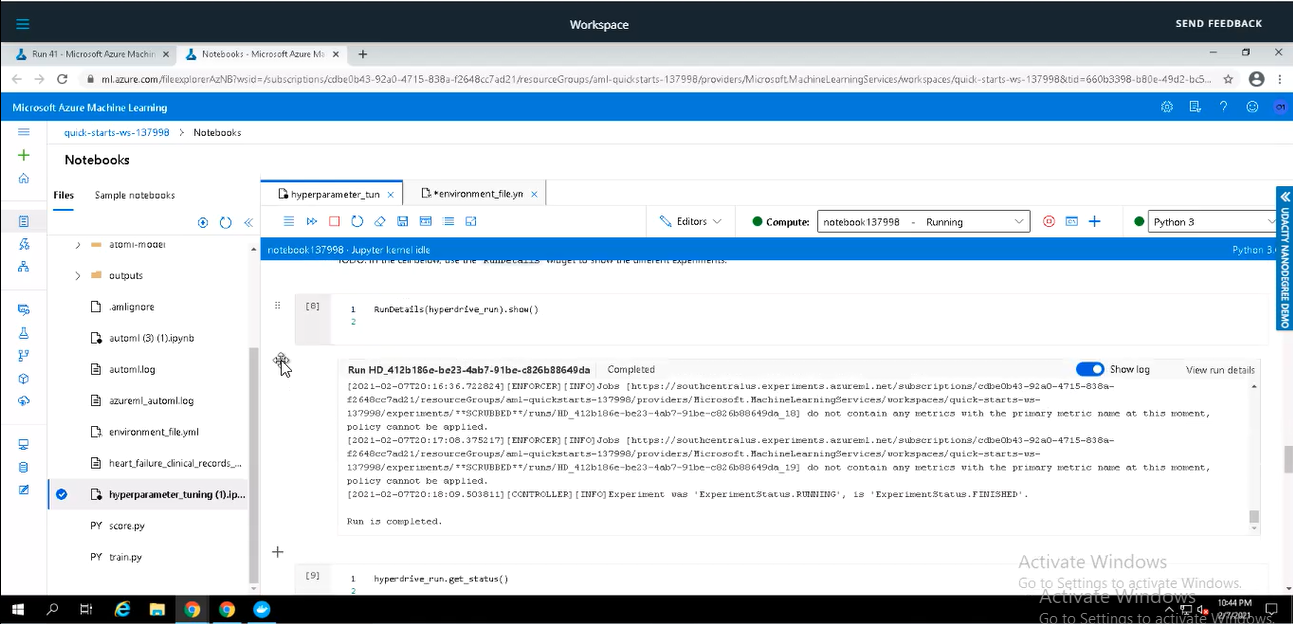 Workspace
SEND FEEDBACK
Run 41 - Microsoft Azure Machin
Notebooks - Microsoft Azure Ma
ml.azure.com/fileexplorerAzNB?wsid=/subscriptions/cdbe0b43-92a0-4715-838a-f2648cc7ad21/resourceGroups/aml-quickstarts-137998/providers/Microsoft.MachineLearningServices/workspaces/quick-starts-ws-137998&tid=660b3398-b80e-49d2-bc5...
Microsoft Azure Machine Learning
quick-starts-ws-137998 > Notebooks
Notebooks
Files
Sample notebooks
hyperparameter_tun
*environment_file.yn
Editors
Compute:
notebook137998 - Running
Python 3
notebook137998 · Jupyter kernel idle
Python 3.
UDACITY NANODEGREE DEMO
TODO: In the cell below, use the `RunDetails` widget to show the different experiments.
outputs
.amlignore
automl (3) (1).ipynb
automl.log
azureml_automl.log
environment_file.yml
heart_failure_clinical_records_...
hyperparameter_tuning (1).ip...
PY score.py
PY train.py
[8]
1 RunDetails(hyperdrive_run).show()
2
Run HD_412b186e-be23-4ab7-91be-c826b88649da
Completed
Show log
View run details
[2021-02-07T20:16:36.722824][ENFORCER][INFO]Jobs [https://southcentralus.experiments.azureml.net/subscriptions/cdbe0b43-92a0-4715-838a-
f2648cc7ad21/resourceGroups/aml-quickstarts-137998/providers/Microsoft.MachineLearningServices/workspaces/quick-starts-ws-
137998/experiments/**SCRUBBED**/runs/HD_412b186e-be23-4ab7-91be-c826b88649da_18] do not contain any metrics with the primary metric name at this moment,
policy cannot be applied.
[2021-02-07T20:17:08.375217][ENFORCER][INFO]Jobs [https://southcentralus.experiments.azureml.net/subscriptions/cdbe0b43-92a0-4715-838a-
f2648cc7ad21/resourceGroups/aml-quickstarts-137998/providers/Microsoft.MachineLearningServices/workspaces/quick-starts-ws-
137998/experiments/**SCRUBBED**/runs/HD_412b186e-be23-4ab7-91be-c826b88649da_19] do not contain any metrics with the primary metric name at this moment,
policy cannot be applied.
[2021-02-07T20:18:09.503811][CONTROLLER][INFO]Experiment was 'ExperimentStatus.RUNNING', is 'ExperimentStatus.FINISHED'.
Run is completed.
[9]
1 hyperdrive_run.get_status()
2
Activate Windows
Go to Settings to activate Windows.
Activate Windows
Go to Settings to activate Windows.
10:44 PM
2/7/2021